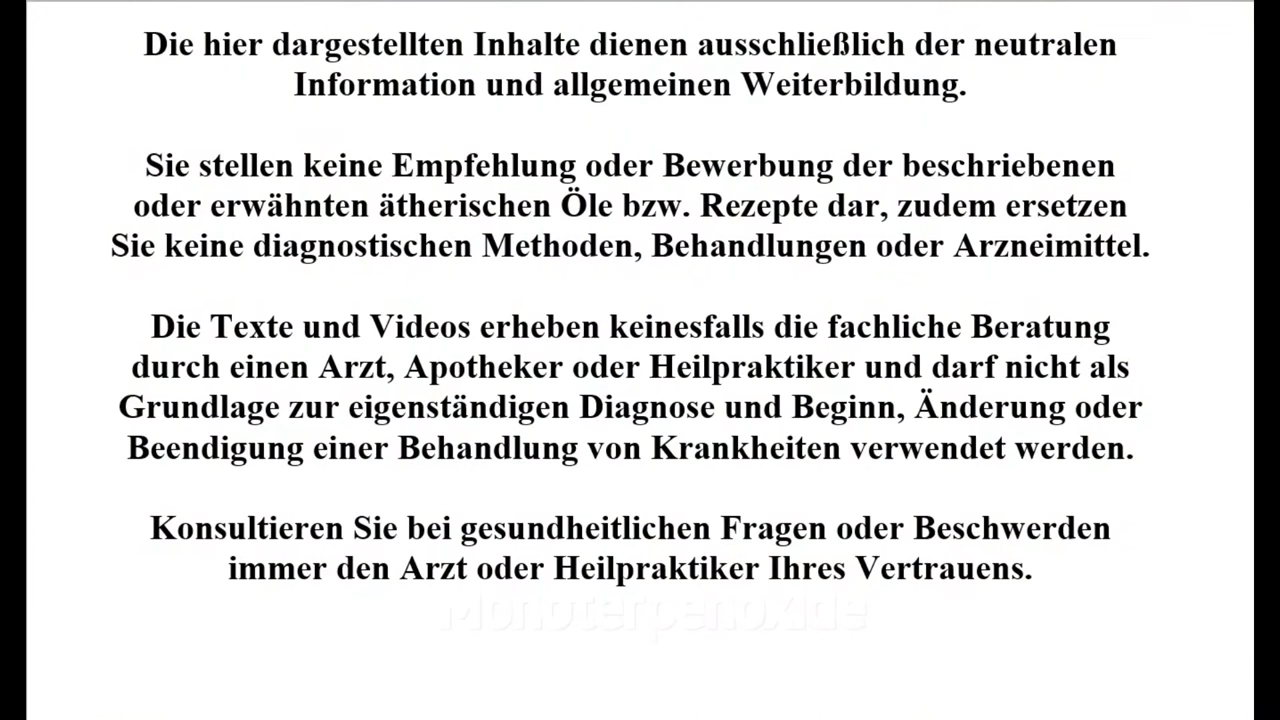 Die hier dargestellten Inhalte dienen ausschließlich der neutralen
Information und allgemeinen Weiterbildung.
Sie stellen keine Empfehlung oder Bewerbung der beschriebenen
oder erwähnten ätherischen Öle bzw. Rezepte dar, zudem ersetzen
Sie keine diagnostischen Methoden, Behandlungen oder Arzneimittel.
Die Texte und Videos erheben keinesfalls die fachliche Beratung
durch einen Arzt, Apotheker oder Heilpraktiker und darf nicht als
Grundlage zur eigenständigen Diagnose und Beginn, Änderung oder
Beendigung einer Behandlung von Krankheiten verwendet werden.
Konsultieren Sie bei gesundheitlichen Fragen oder Beschwerden
immer den Arzt oder Heilpraktiker Ihres Vertrauens.
Monoterpenoxide